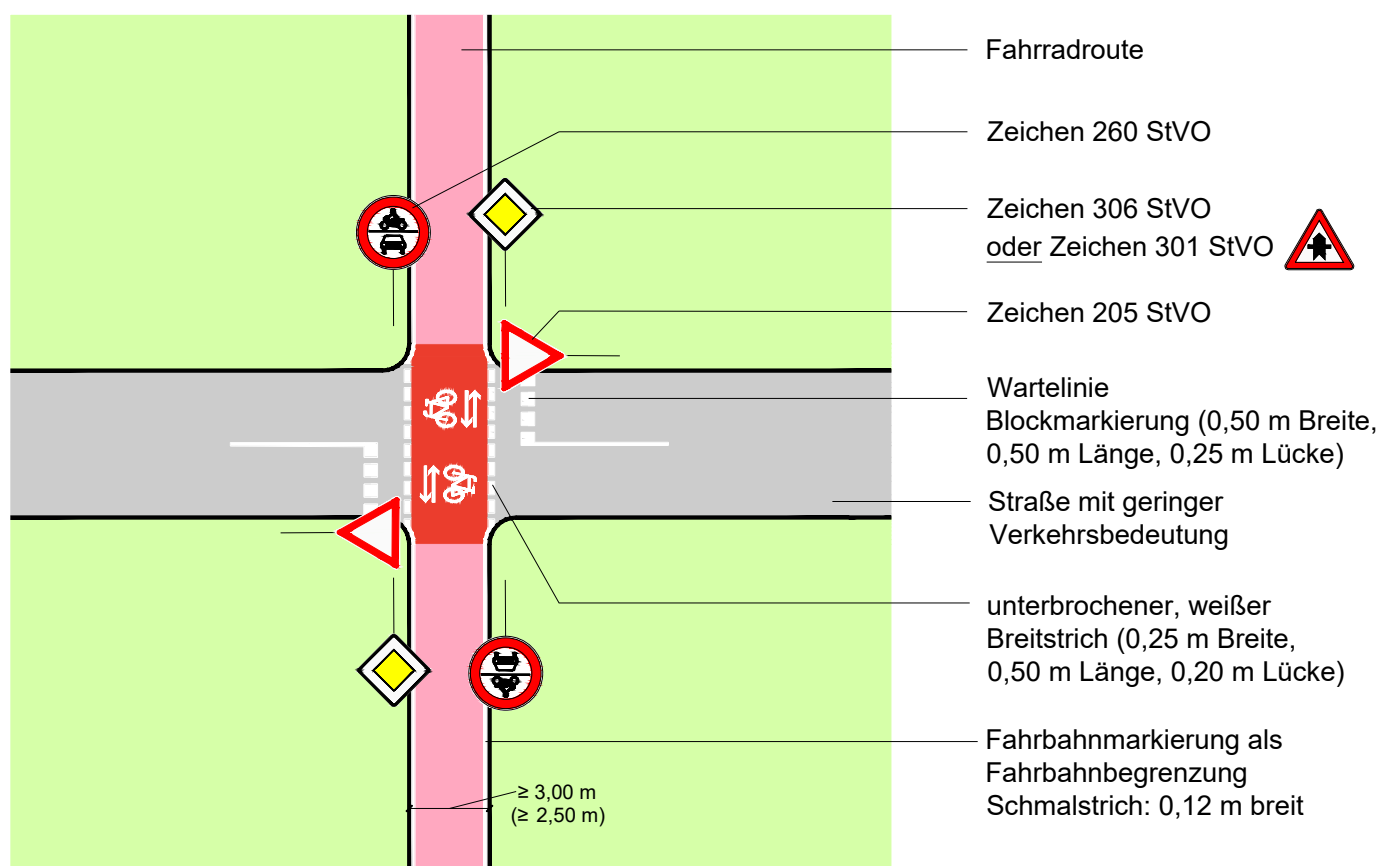 Fahrradroute
Zeichen 260 StVO
Zeichen 306 StVO
oder Zeichen 301 StVO
Zeichen 205 StVO
Wartelinie
Blockmarkierung (0,50 m Breite,
0,50 m Länge, 0,25 m Lücke)
Straße mit geringer
Verkehrsbedeutung
unterbrochener, weißer
Breitstrich (0,25 m Breite,
0,50 m Länge, 0,20 m Lücke)
Fahrbahnmarkierung als
Fahrbahnbegrenzung
Schmalstrich: 0,12 m breit
≥ 3,00 m
(≥ 2,50 m)